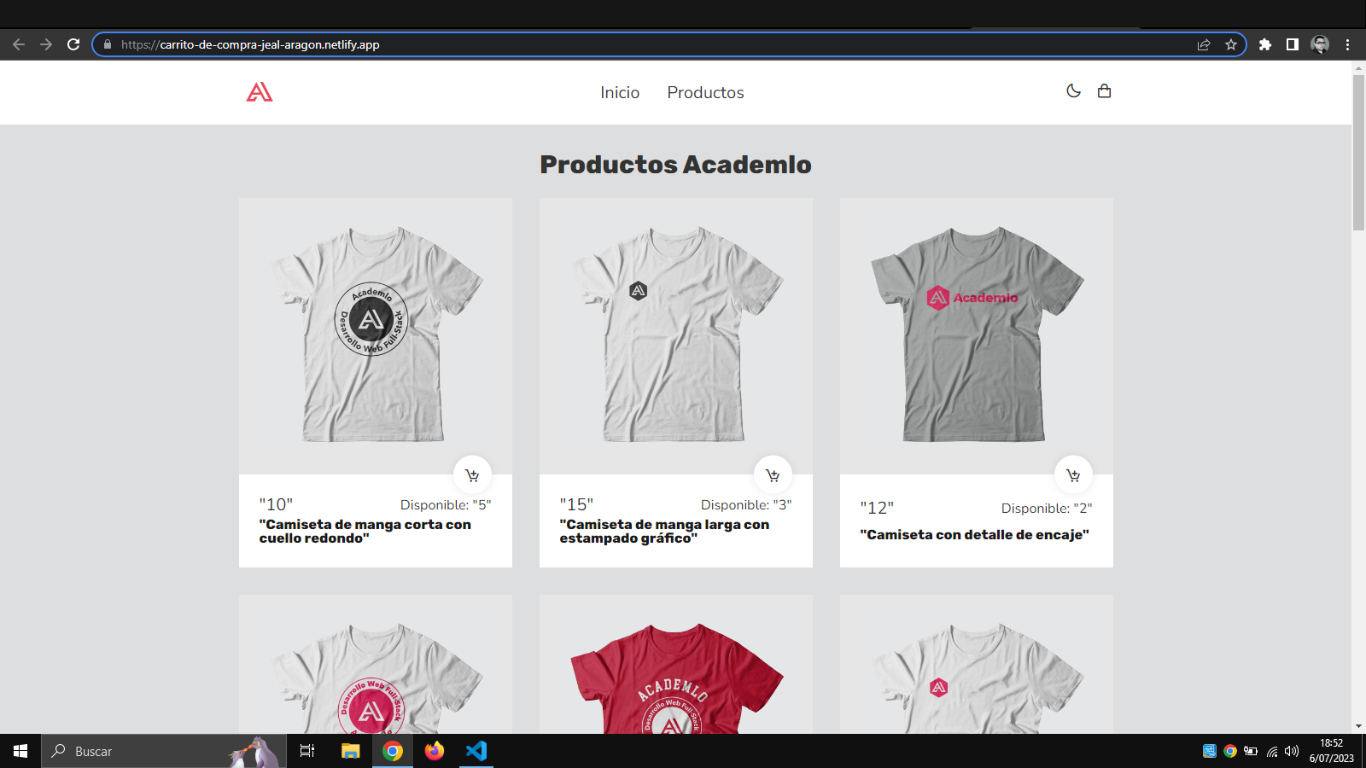 https://carrito-de-compra-jeal-aragon.netlify.app
Inicio
Productos
Productos Academlo
Academlo
Desarrollo Web Full-Stack
Academlo
"10"
Disponible: "5"
"Camiseta de manga corta con
cuello redondo"
"15"
Disponible: "3"
"Camiseta de manga larga con
estampado gráfico"
"12"
Disponible: "2"
"Camiseta con detalle de encaje"
Desarrollo Web Full-Stack
ACADEMLO
Desarrollo Web Full-Stack
Buscar
18:52
6/07/2023